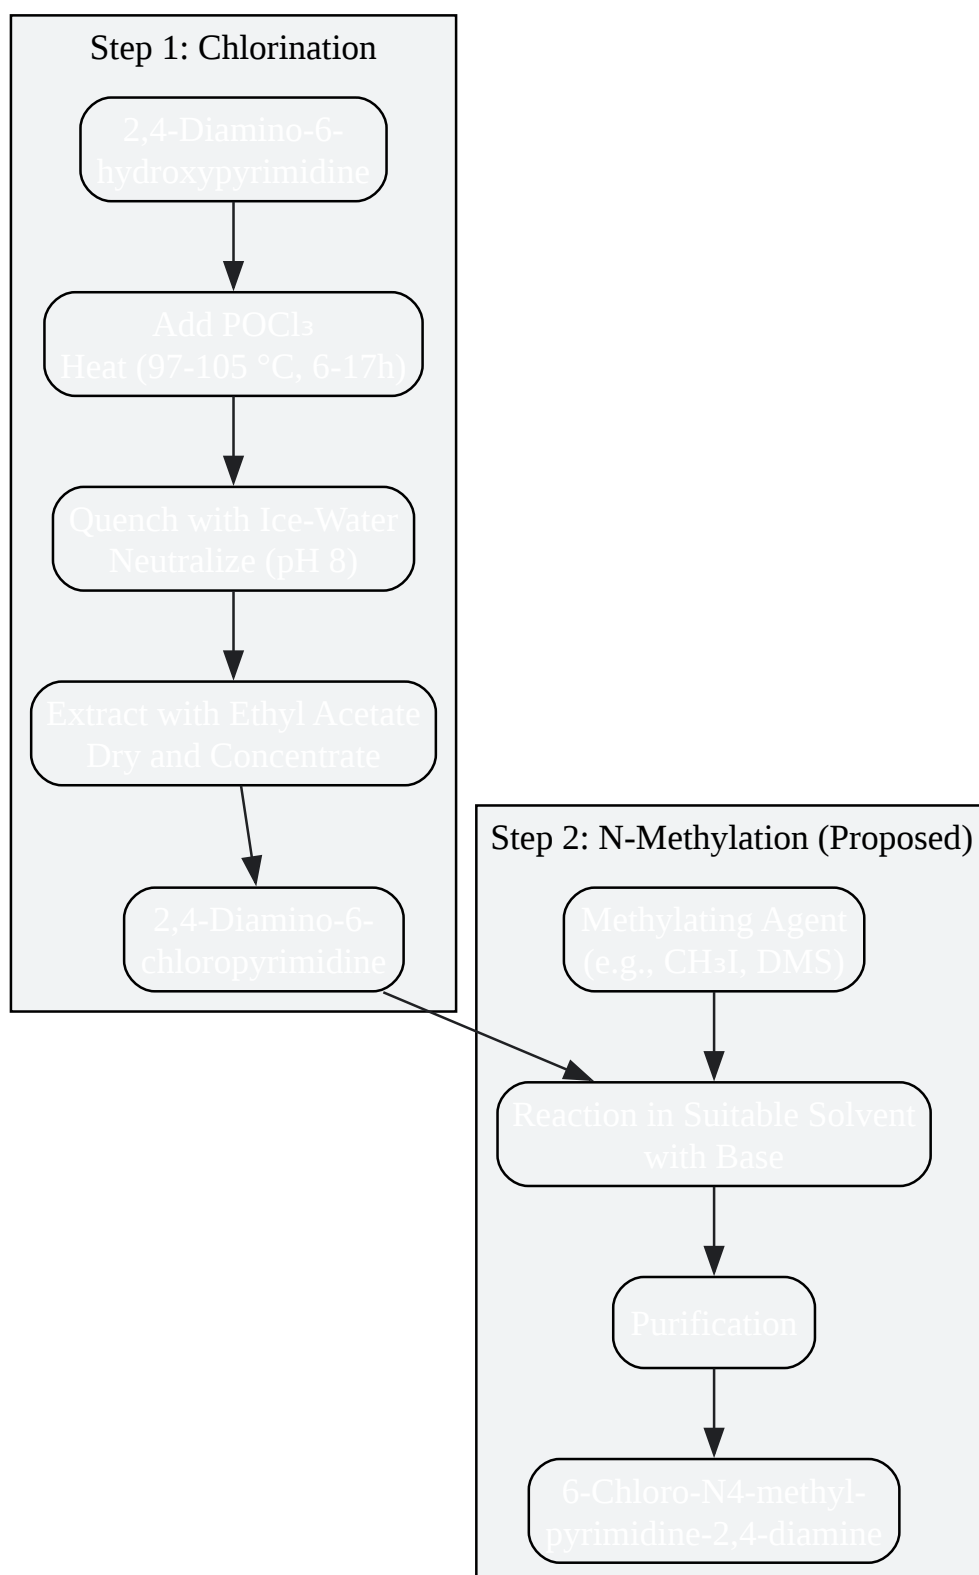 Step 1: Chlorination
2,4-Diamino-6-
hydroxypyrimidine
Add POCl₃
Heat (97-105 °C, 6-17h)
Quench with Ice-Water
Neutralize (pH 8)
Extract with Ethyl Acetate
Dry and Concentrate
2,4-Diamino-6-
chloropyrimidine
Step 2: N-Methylation (Proposed)
Methylating Agent
(e.g., CH₃I, DMS)
Reaction in Suitable Solvent
with Base
Purification
6-Chloro-N4-methyl-
pyrimidine-2,4-diamine